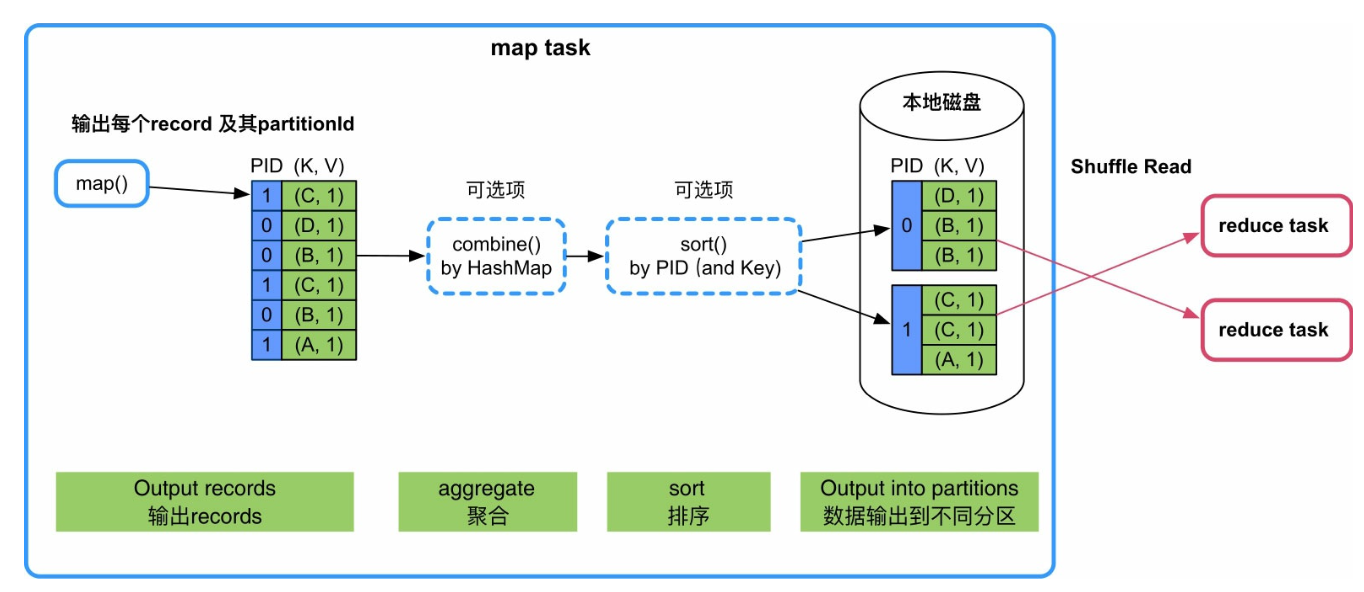 map task
输出每个record 及其partitionId
map()
PID (K, V)
1 (C, 1)
0 (D, 1)
0 (B, 1)
1 (C, 1)
0 (B, 1)
1 (A, 1)
可选项
combine()
by HashMap
可选项
sort()
by PID (and Key)
本地磁盘
PID (K, V)
0
(D, 1)
(B, 1)
(B, 1)
1
(C, 1)
(C, 1)
(A, 1)
Shuffle Read
reduce task
reduce task
Output records
输出records
aggregate
聚合
sort
排序
Output into partitions
数据输出到不同分区